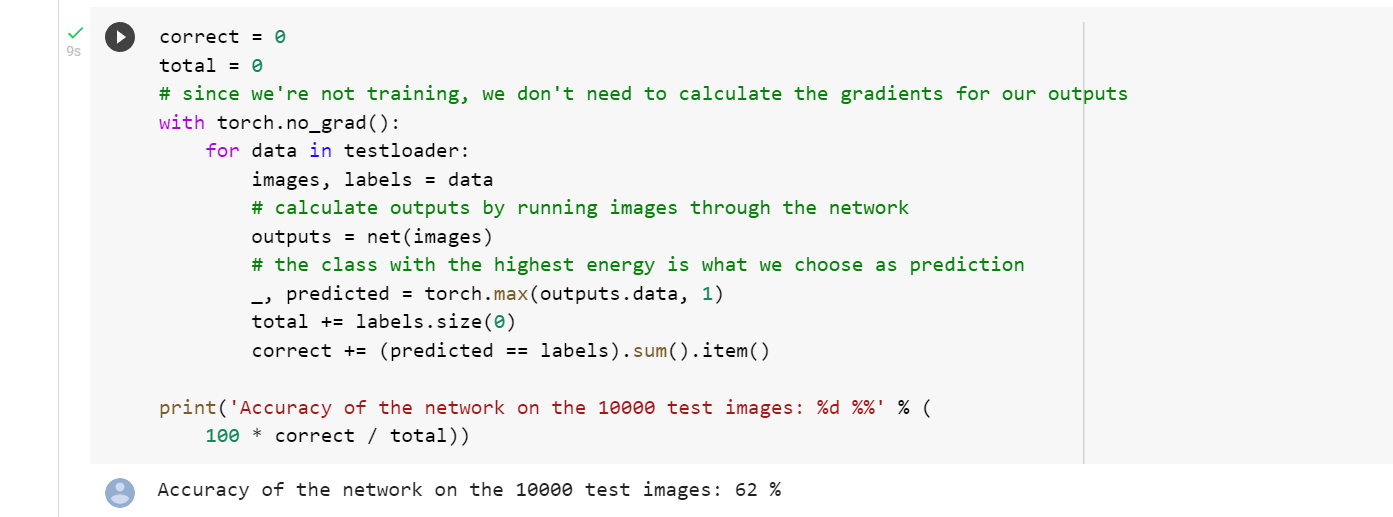 9s
correct = 0
total = 0
# since we're not training, we don't need to calculate the gradients for our outputs
with torch.no_grad():
    for data in testloader:
        images, labels = data
        # calculate outputs by running images through the network
        outputs = net(images)
        # the class with the highest energy is what we choose as prediction
        _, predicted = torch.max(outputs.data, 1)
        total += labels.size(0)
        correct += (predicted == labels).sum().item()

print('Accuracy of the network on the 10000 test images: %d %%' % (
    100 * correct / total))
Accuracy of the network on the 10000 test images: 62 %